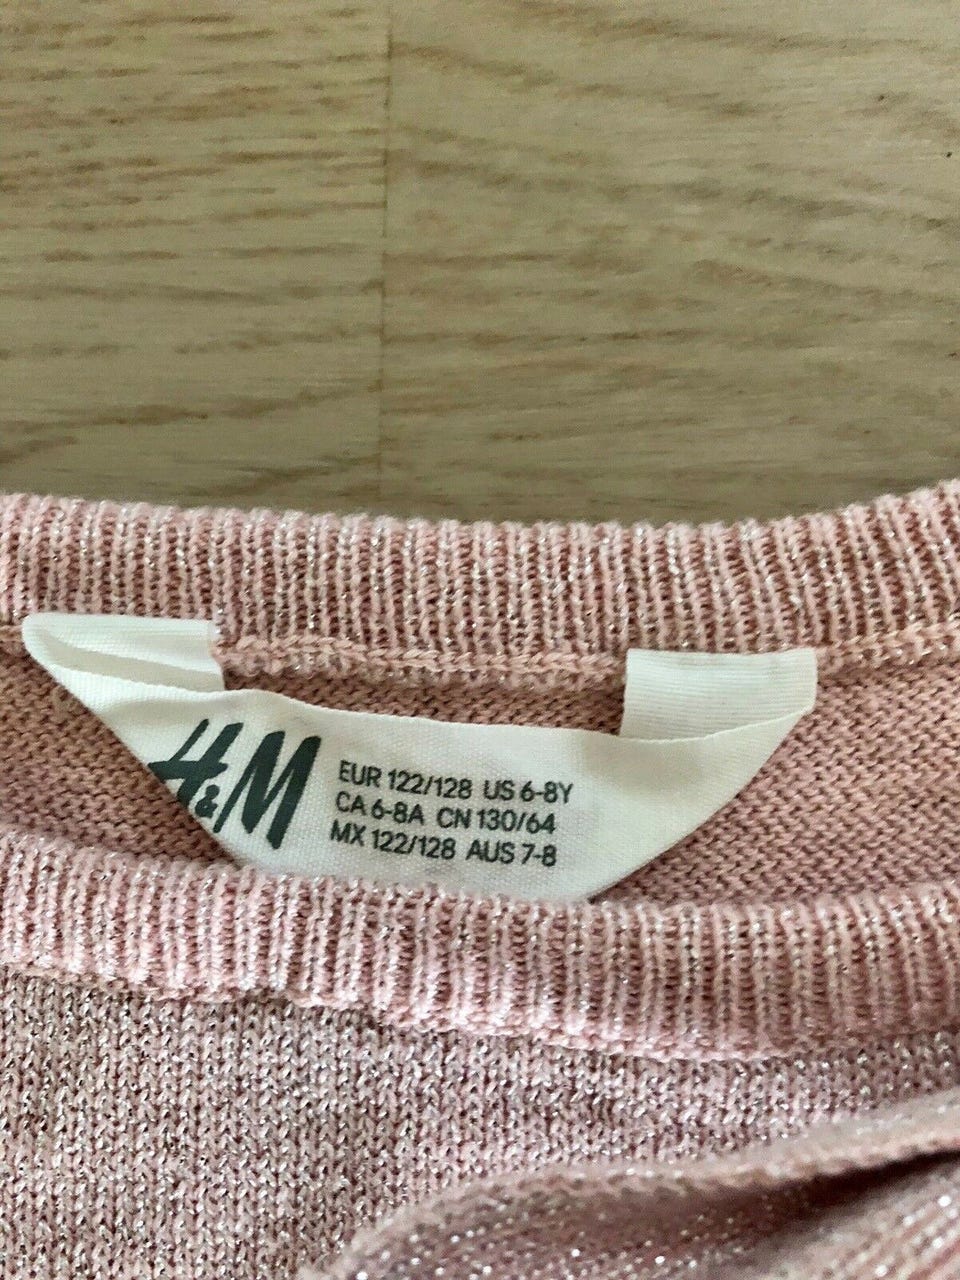 H&M
EUR 122/128 US 6-8Y
CA 6-8A CN 130/64
MX 122/128 AUS 7-8